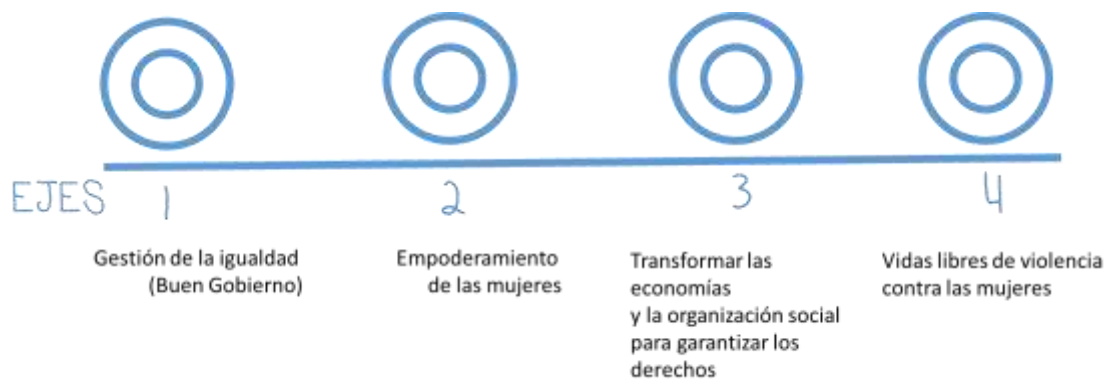 EJES 1 2 3 4
Gestión de la igualdad
(Buen Gobierno)
Empoderamiento
de las mujeres
Transformar las
economías
y la organización social
para garantizar los
derechos
Vidas libres de violencia
contra las mujeres